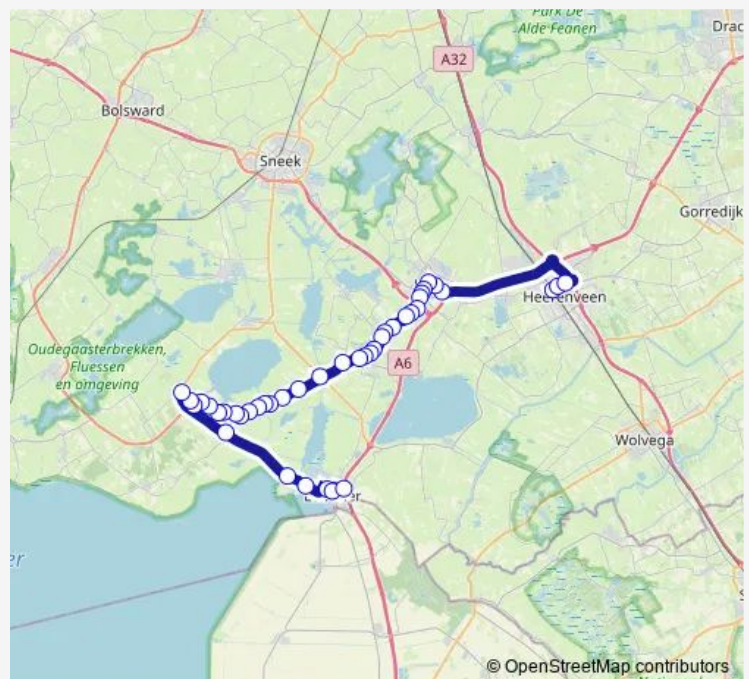 Park De
Alde Feanen
Drac
A32
Bolsward
Sneek
Gorredijk
Heerenveen
Oudegaasterbrekken,
Fluessen
en omgeving
A6
Wolvega
er
© OpenStreetMap contributors